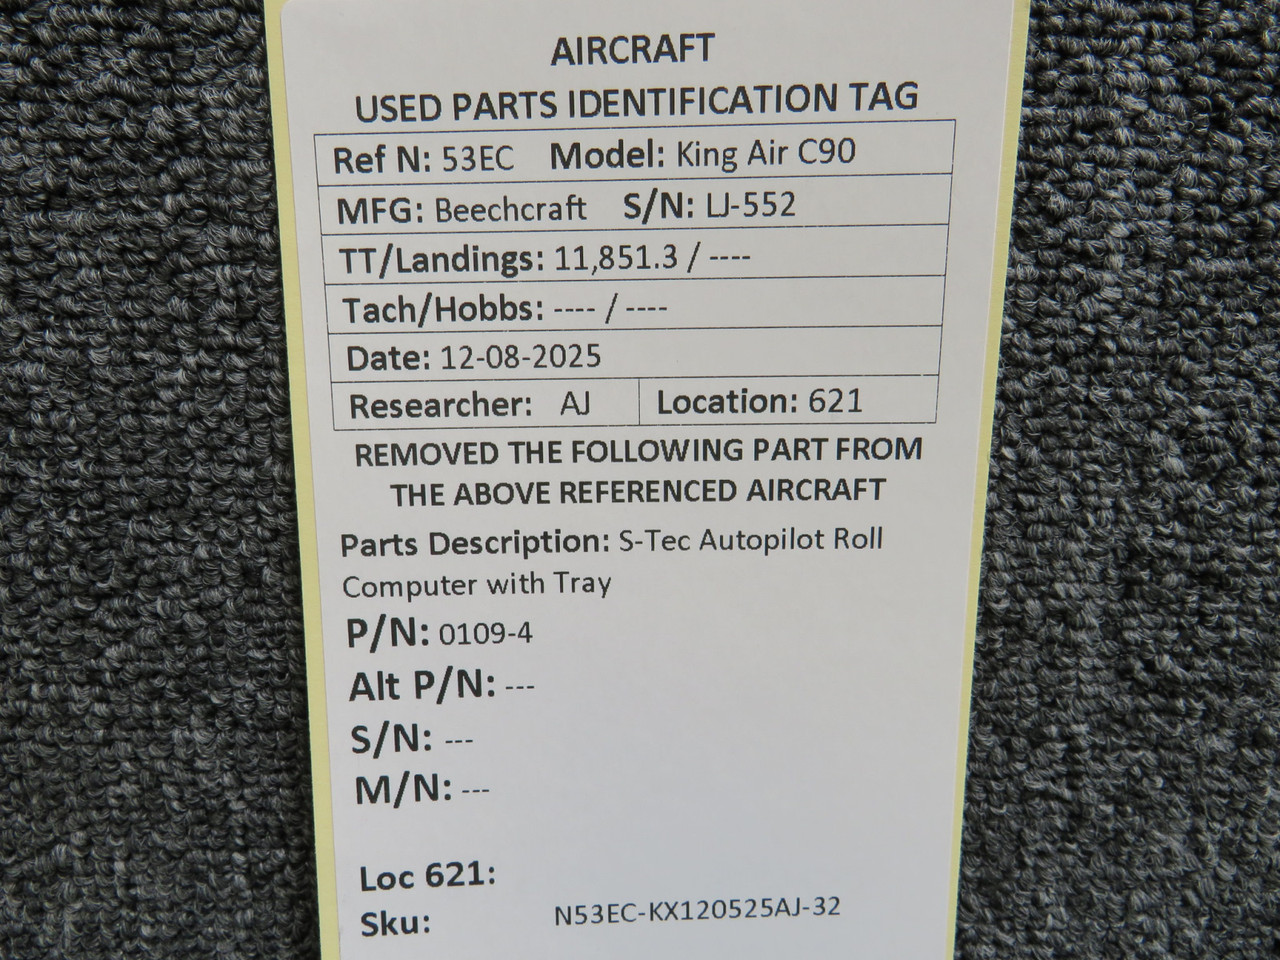 AIRCRAFT
USED PARTS IDENTIFICATION TAG
Ref N: 53EC Model: King Air C90
MFG: Beechcraft S/N: LJ-552
TT/Landings: 11,851.3 / ----
Tach/Hobbs: ---- / ----
Date: 12-08-2025
Researcher: AJ Location: 621
REMOVED THE FOLLOWING PART FROM
THE ABOVE REFERENCED AIRCRAFT
Parts Description: S-Tec Autopilot Roll
Computer with Tray
P/N: 0109-4
Alt P/N: ---
S/N: ---
M/N: ---
Loc 621:
Sku: N53EC-KX120525AJ-32